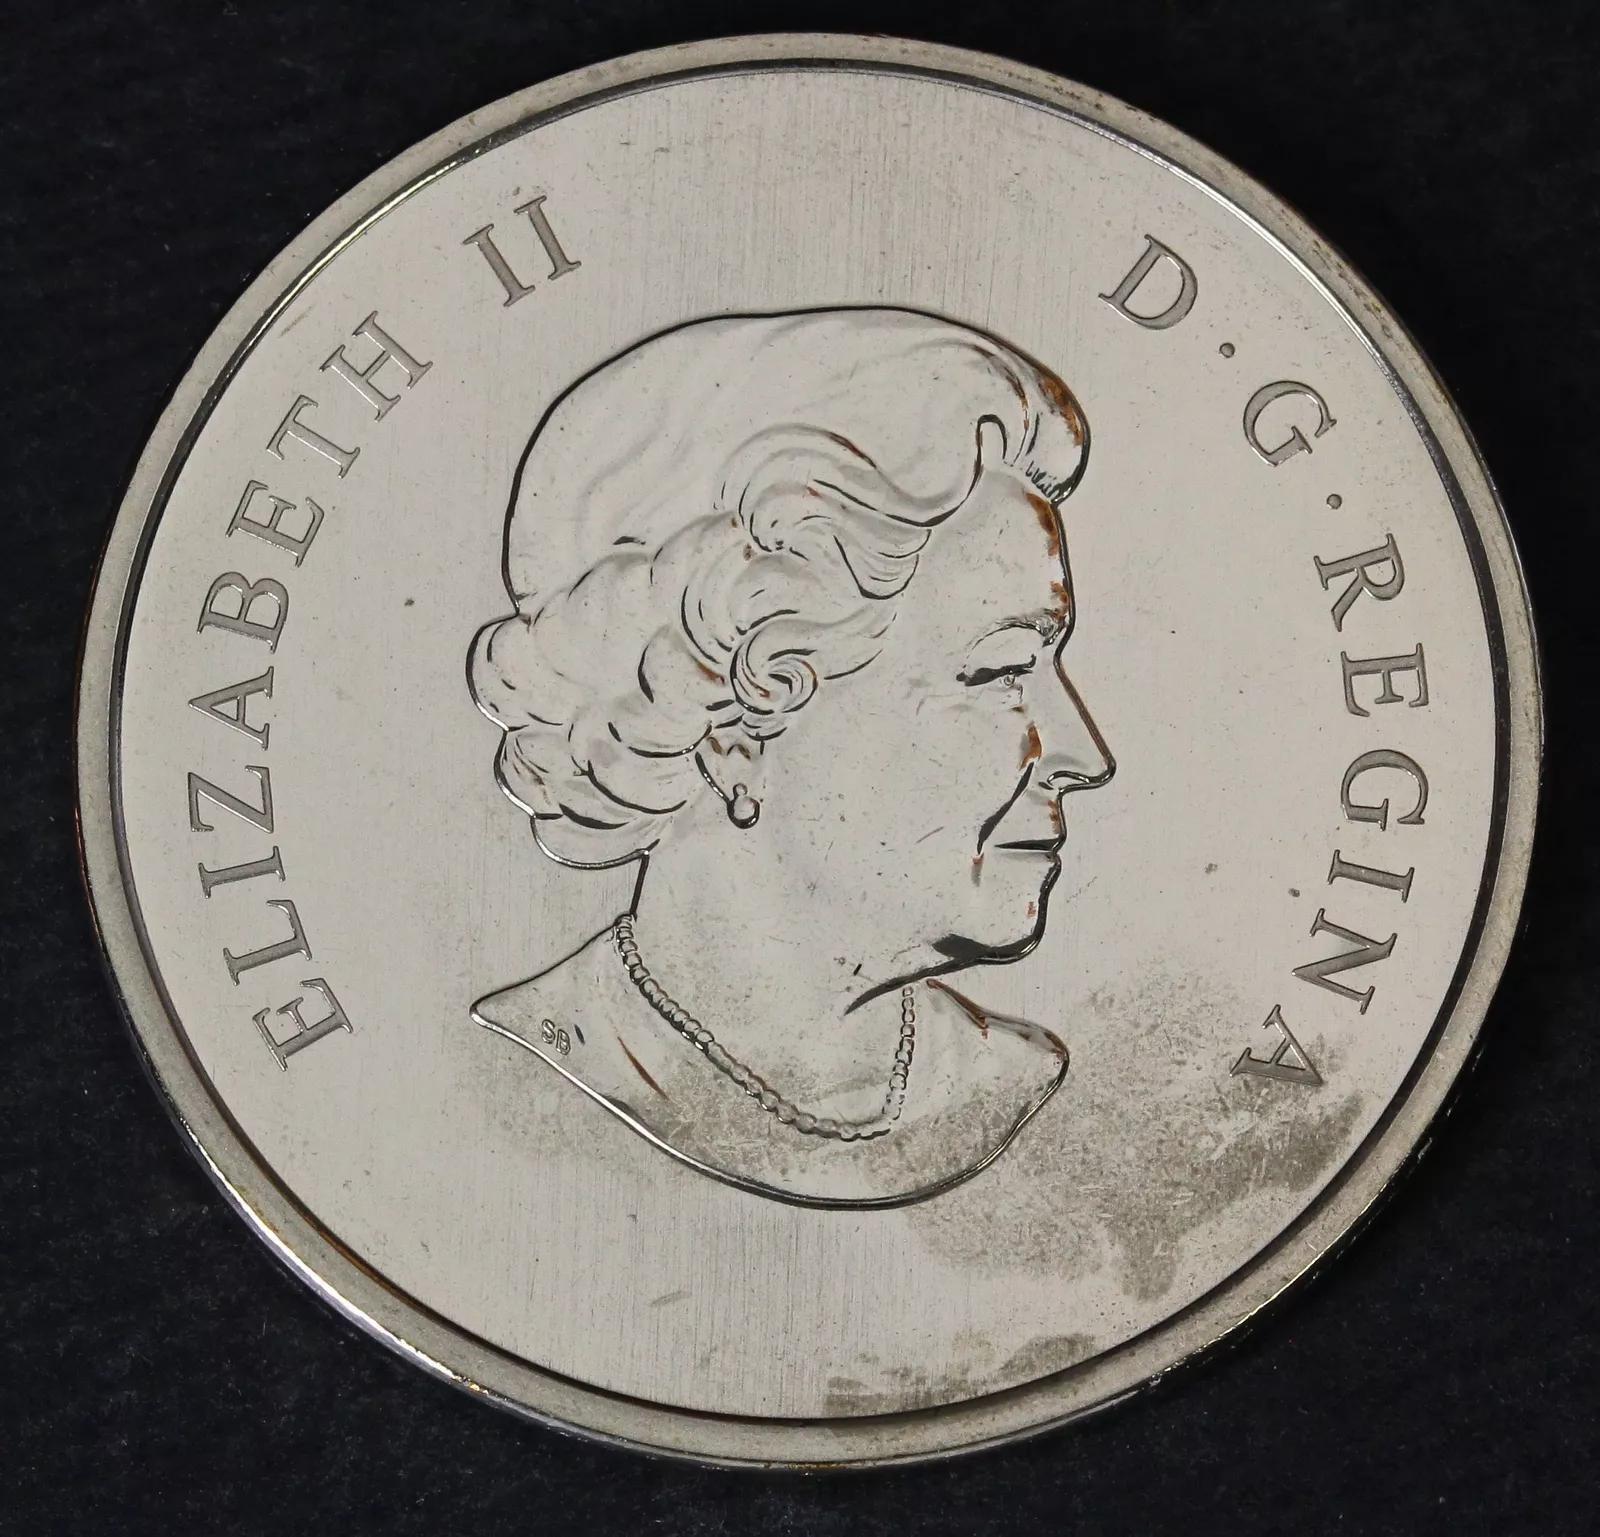 ELIZABETH II
D·G·REGINA
SB